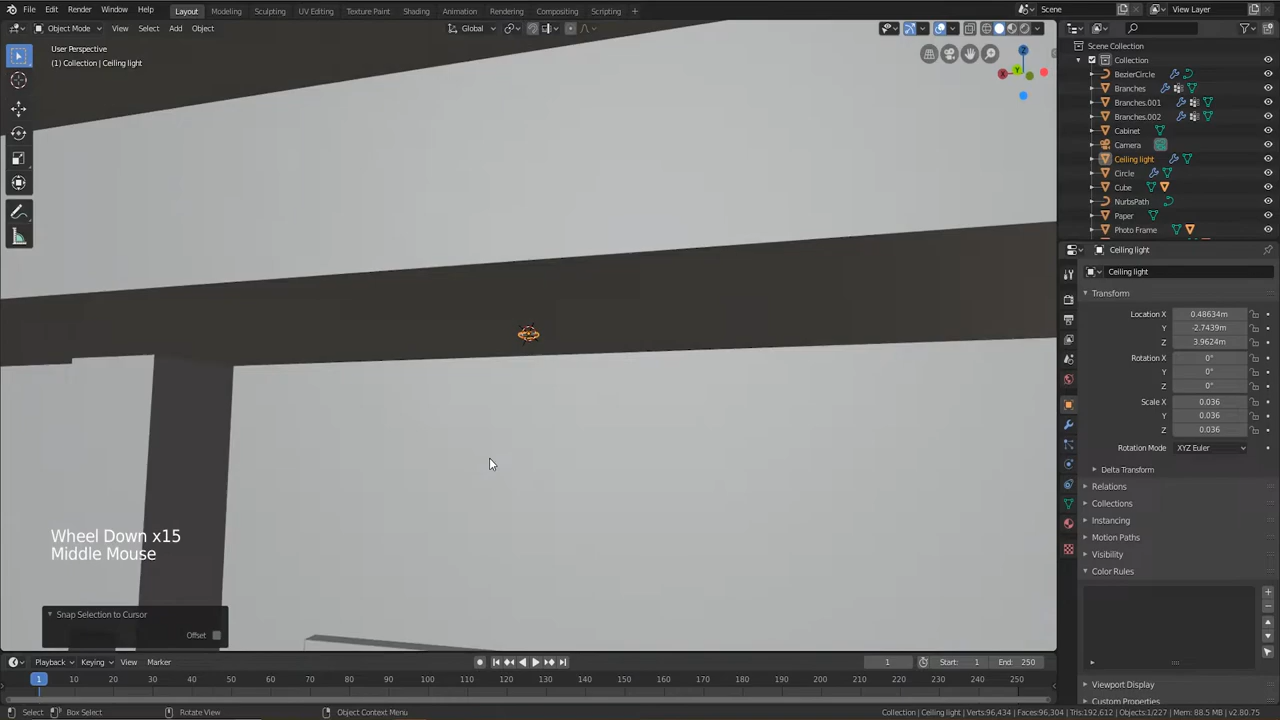 File Edit Render Window Help Layout Modeling Sculpting UV Editing Texture Paint Shading Animation Rendering Compositing Scripting + Scene View Layer
Object Mode View Select Add Object Global
User Perspective
(1) Collection | Ceiling light
Scene Collection
Collection
BezierCircle
Branches
Branches.001
Branches.002
Cabinet
Camera
Ceiling light
Circle
Cube
NurbsPath
Paper
Photo Frame
Ceiling light
Ceiling light
Transform
Location X 0.48634m
Y -2.7439m
Z 3.9624m
Rotation X 0°
Y 0°
Z 0°
Scale X 0.036
Y 0.036
Z 0.036
Rotation Mode XYZ Euler
Delta Transform
Relations
Collections
Instancing
Motion Paths
Visibility
Color Rules
Viewport Display
Custom Properties
Wheel Down x15
Middle Mouse
Snap Selection to Cursor
Offset
Playback Keying View Marker 1 Start: 1 End: 250
1 10 20 30 40 50 60 70 80 90 100 110 120 130 140 150 160 170 180 190 200 210 220 230 240 250
Select Box Select Rotate View Object Context Menu Collection | Ceiling light | Verts:96,434 | Faces:96,304 | Tris:192,612 | Objects:1/227 | Mem: 88.5 MB | v2.80.75